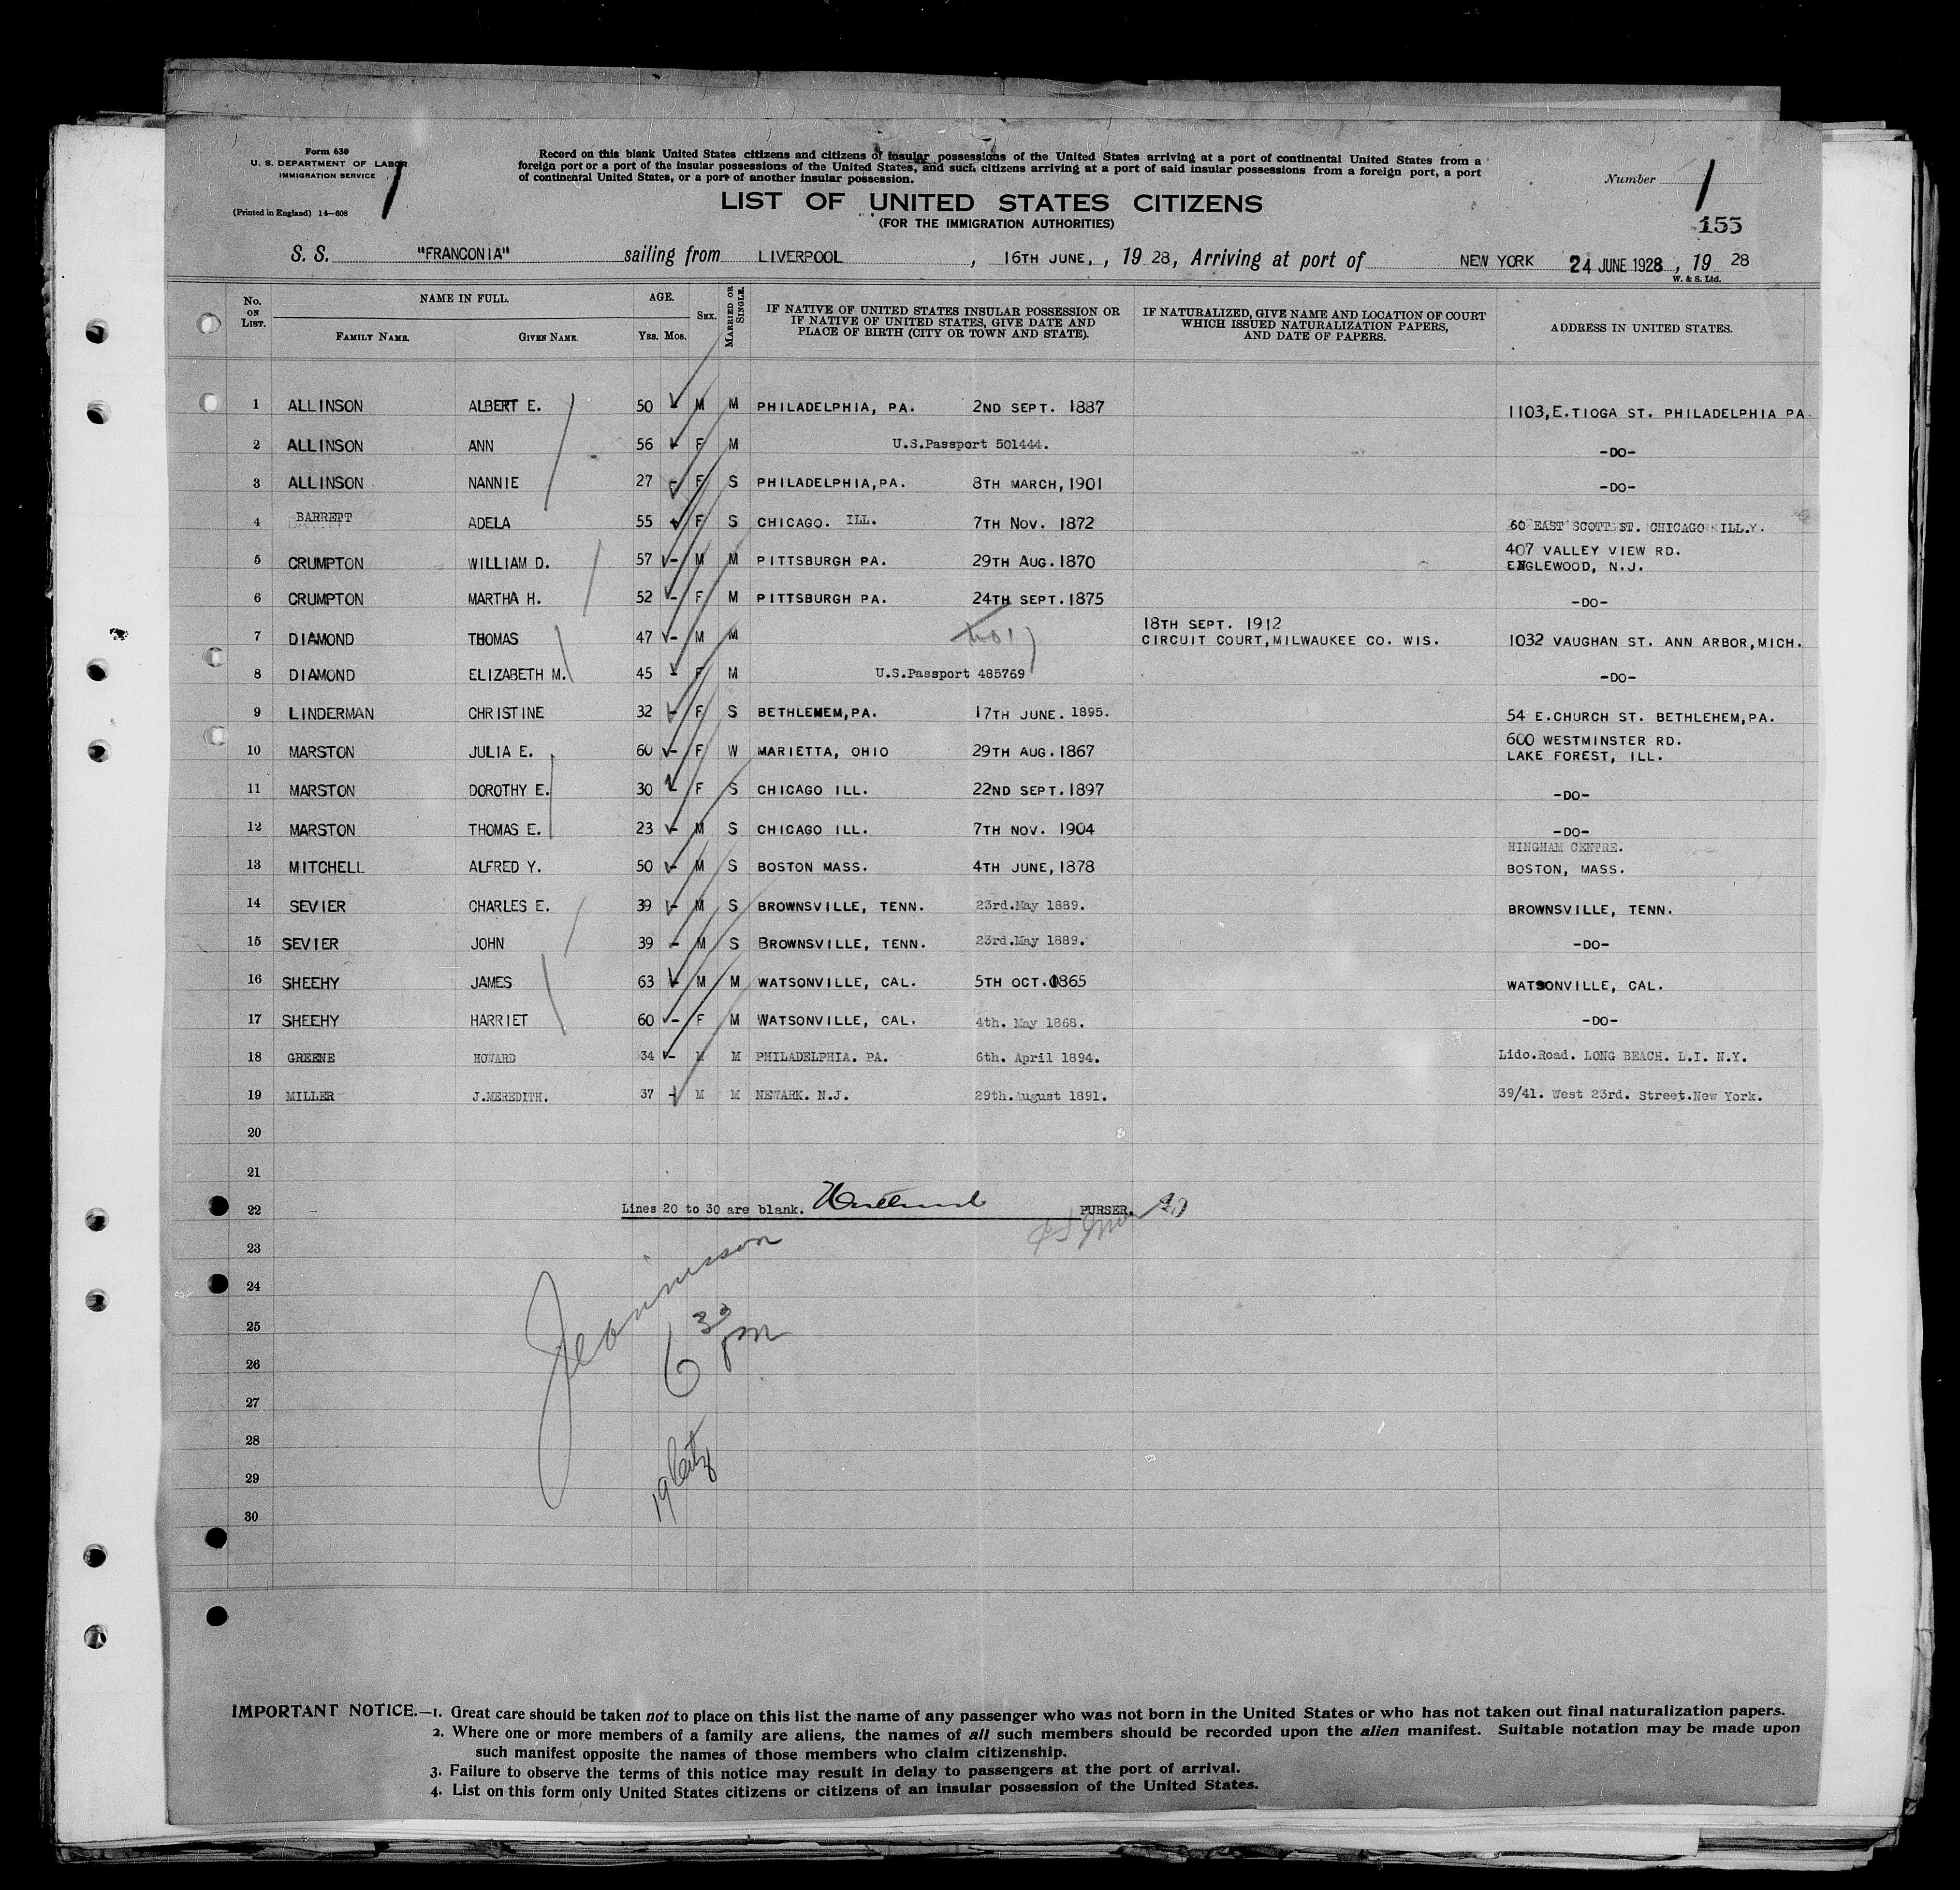 Form 630
U. S. DEPARTMENT OF LABOR
IMMIGRATION SERVICE
(Printed in England) 14—608
Record on this blank United States citizens and citizens of insular possessions of the United States arriving at a port of continental United States from a
foreign port or a port of the insular possessions of the United States, and such citizens arriving at a port of said insular possessions from a foreign port, a port
of continental United States, or a port of another insular possession.
Number 1
LIST OF UNITED STATES CITIZENS
(FOR THE IMMIGRATION AUTHORITIES)
155
S. S. "FRANCONIA" sailing from LIVERPOOL, 16TH JUNE, , 19 28, Arriving at port of NEW YORK 24 JUNE 1928, 19 28
W. & S. Ltd.
No. ON LIST. NAME IN FULL. AGE. SEX. MARRIED OR SINGLE. IF NATIVE OF UNITED STATES INSULAR POSSESSION OR IF NATIVE OF UNITED STATES, GIVE DATE AND PLACE OF BIRTH (CITY OR TOWN AND STATE). IF NATURALIZED, GIVE NAME AND LOCATION OF COURT WHICH ISSUED NATURALIZATION PAPERS, AND DATE OF PAPERS. ADDRESS IN UNITED STATES.
FAMILY NAME. GIVEN NAME. YRS. MOS.
1 ALLINSON ALBERT E. 50 M M PHILADELPHIA, PA. 2ND SEPT. 1887 1103,E.TIOGA ST. PHILADELPHIA PA.
2 ALLINSON ANN 56 F M U.S.Passport 501444. -DO-
3 ALLINSON NANNIE 27 - F S PHILADELPHIA,PA. 8TH MARCH,1901 -DO-
4 BARRETT ADELA 55 F S CHICAGO. ILL. 7TH NOV. 1872 60 EAST SCOTT ST. CHICAGO ILL.
5 CRUMPTON WILLIAM D. 57 - M M PITTSBURGH PA. 29TH AUG.1870 407 VALLEY VIEW RD.
ENGLEWOOD, N.J.
6 CRUMPTON MARTHA H. 52 - F M PITTSBURGH PA. 24TH SEPT.1875 -DO-
7 DIAMOND THOMAS 47 - M M 18TH SEPT. 1912
CIRCUIT COURT,MILWAUKEE CO. WIS. 1032 VAUGHAN ST. ANN ARBOR,MICH.
8 DIAMOND ELIZABETH M. 45 - F M U.S.Passport 485769 -DO-
9 LINDERMAN CHRISTINE 32 - F S BETHLEHEM,PA. 17TH JUNE. 1895. 54 E.CHURCH ST. BETHLEHEM,PA.
10 MARSTON JULIA E. 60 - F W MARIETTA, OHIO 29TH AUG.1867 600 WESTMINSTER RD.
LAKE FOREST, ILL.
11 MARSTON DOROTHY E. 30 - F S CHICAGO ILL. 22ND SEPT.1897 -DO-
12 MARSTON THOMAS E. 23 - M S CHICAGO ILL. 7TH NOV. 1904 -DO-
13 MITCHELL ALFRED Y. 50 - M S BOSTON MASS. 4TH JUNE,1878 HINGHAM CENTRE.
BOSTON, MASS.
14 SEVIER CHARLES E. 39 - M S BROWNSVILLE, TENN. 23rd.May 1889. BROWNSVILLE, TENN.
15 SEVIER JOHN 39 - M S BROWNSVILLE, TENN. 23rd.May 1889. -DO-
16 SHEEHY JAMES 63 - M M WATSONVILLE, CAL. 5TH OCT.1865 WATSONVILLE, CAL.
17 SHEEHY HARRIET 60 - F M WATSONVILLE, CAL. 4th. May 1868. -DO-
18 GREENE HOWARD 34 - M M PHILADELPHIA. PA. 6th. April 1894. Lido.Road. LONG BEACH. L.I. N.Y.
19 MILLER J.MEREDITH. 37 - M M NEWARK. N.J. 29th.August 1891. 39/41. West 23rd. Street.New York.
20
21
22 Lines 20 to 30 are blank. PURSER.
23
24
25
6 30 pm
26
27
28
29
30
IMPORTANT NOTICE.—1. Great care should be taken not to place on this list the name of any passenger who was not born in the United States or who has not taken out final naturalization papers.
2. Where one or more members of a family are aliens, the names of all such members should be recorded upon the alien manifest. Suitable notation may be made upon
such manifest opposite the names of those members who claim citizenship.
3. Failure to observe the terms of this notice may result in delay to passengers at the port of arrival.
4. List on this form only United States citizens or citizens of an insular possession of the United States.